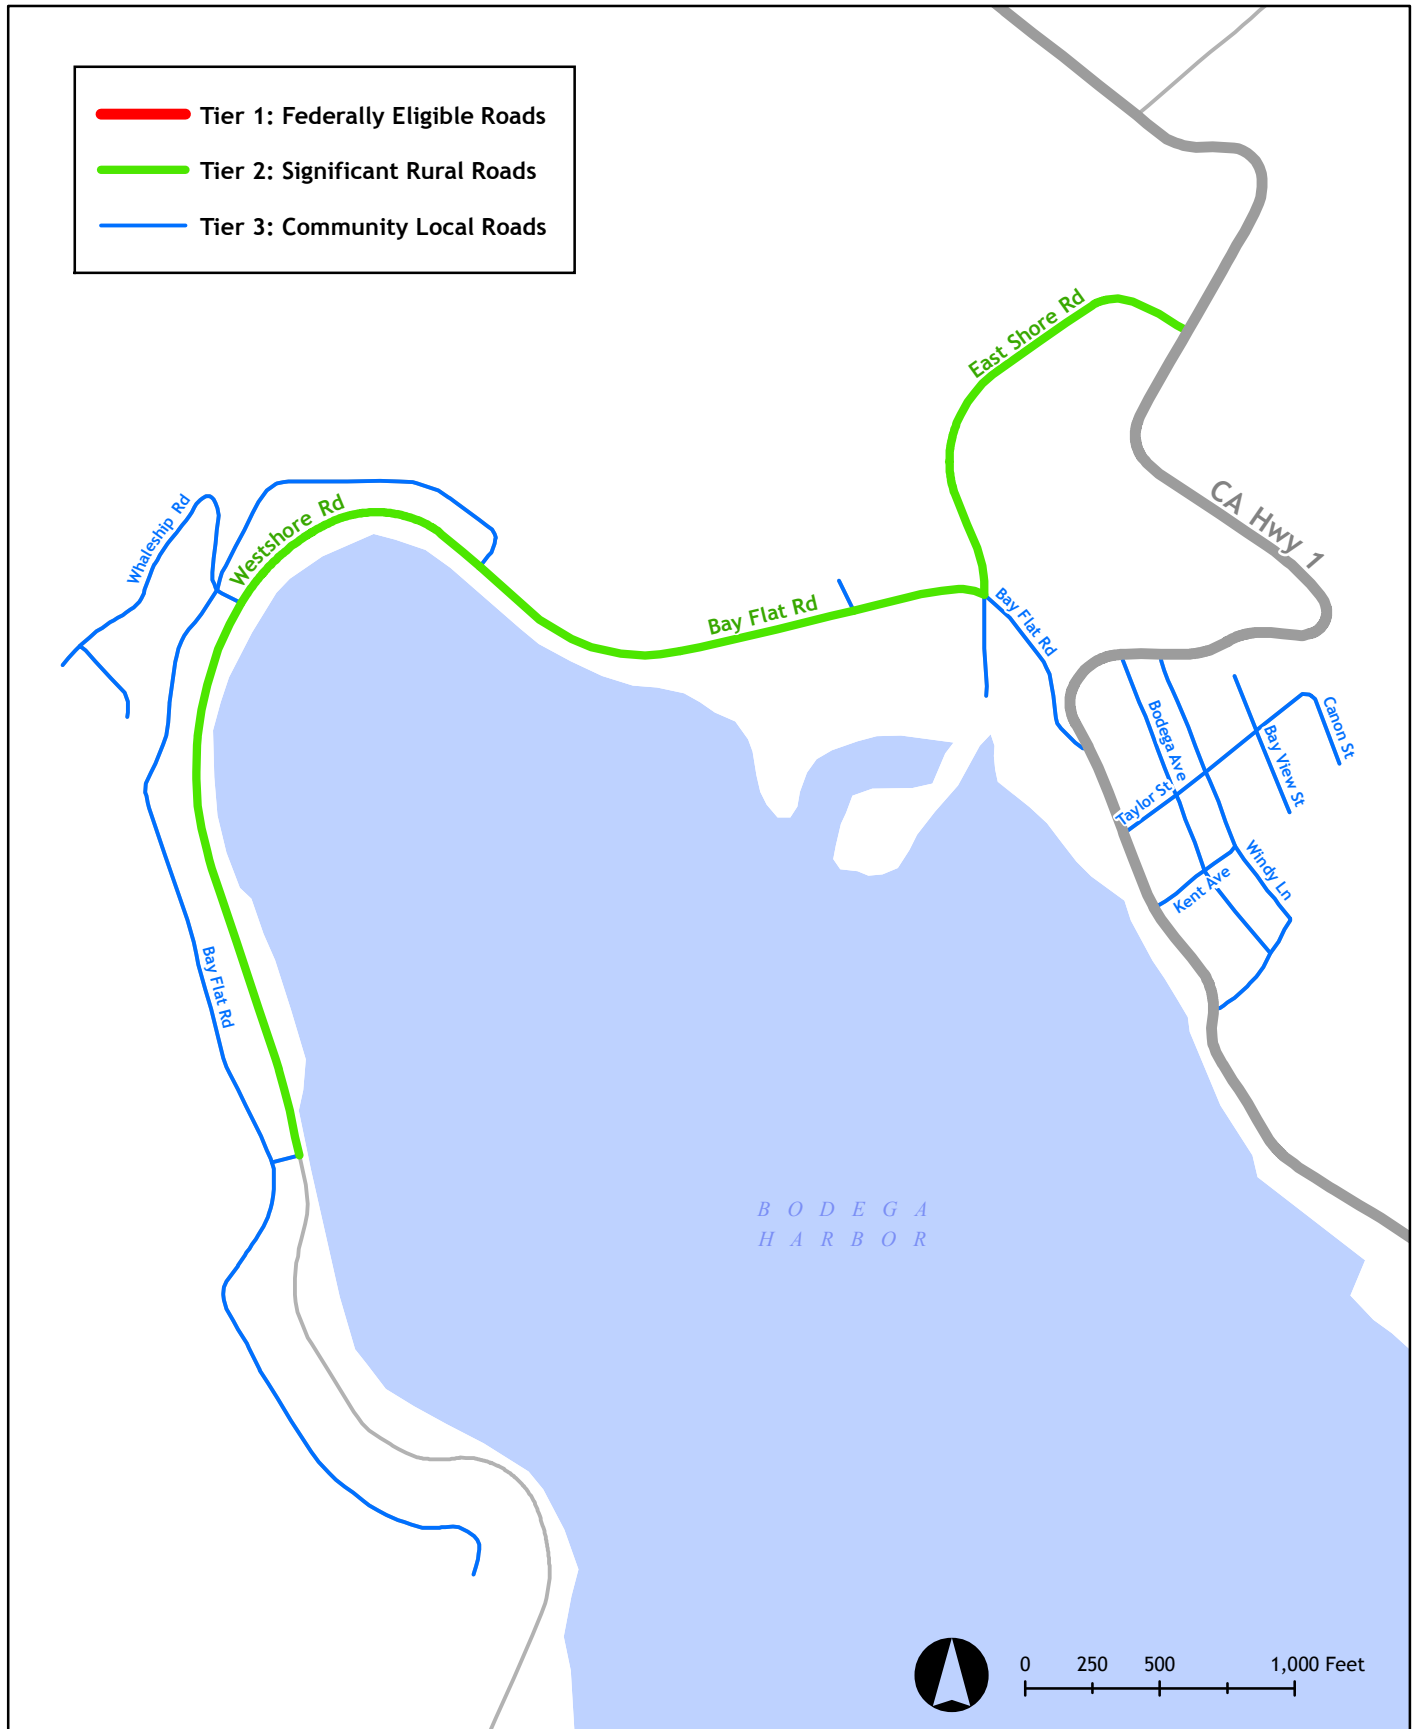 Tier 1: Federally Eligible Roads
Tier 2: Significant Rural Roads
Tier 3: Community Local Roads
East Shore Rd
CA Hwy 1
Whaleship Rd
Westshore Rd
Bay Flat Rd
Bay Flat Rd
Bodega Ave
Canon St
Bay View St
Taylor St
Windy Ln
Kent Ave
Bay Flat Rd
BODEGA
HARBOR
0 250 500 1,000 Feet